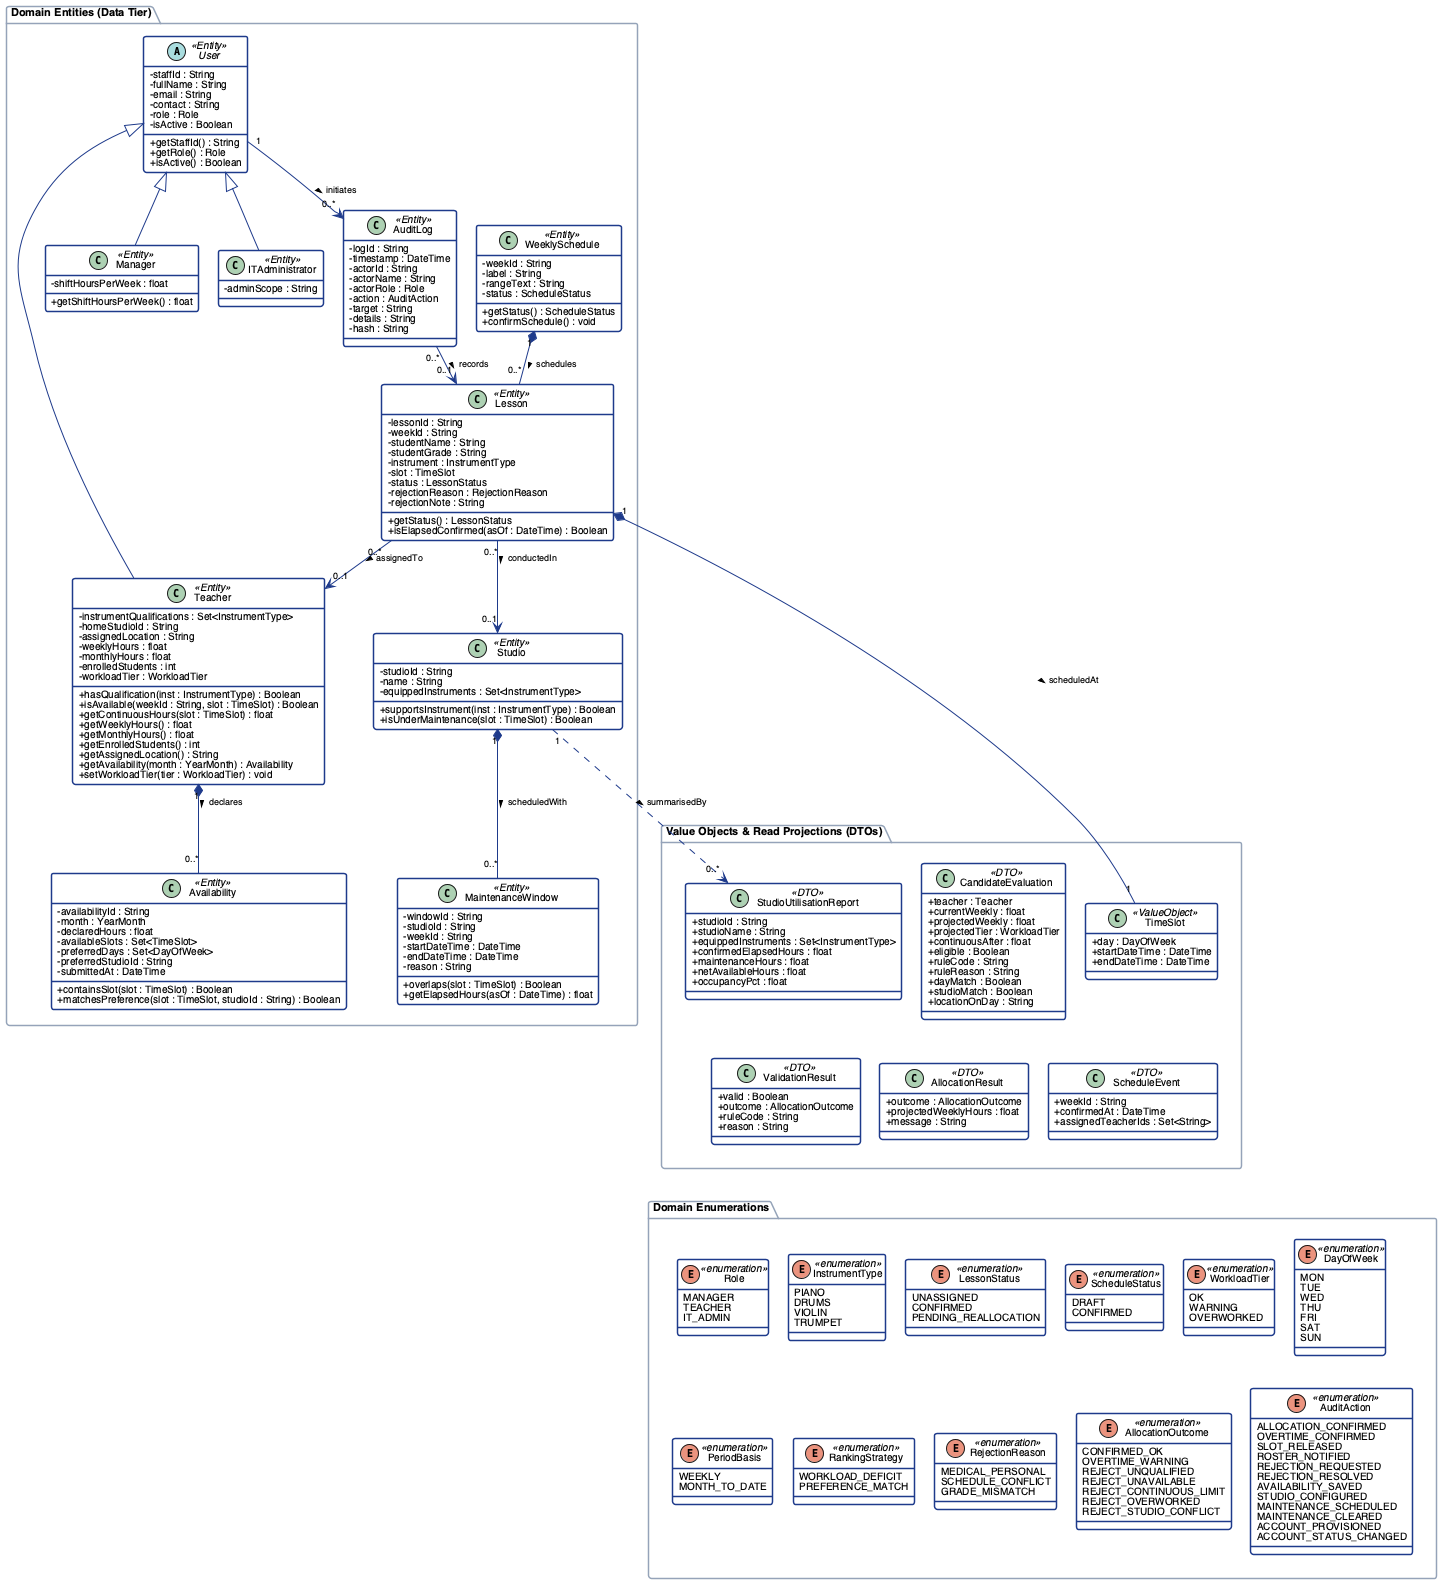 Domain Entities (Data Tier)
A
«Entity»
User
-staffId : String
-fullName : String
-email : String
-contact : String
-role : Role
-isActive : Boolean
+getStaffId() : String
+getRole() : Role
+isActive() : Boolean
1
initiates
0..*
C
«Entity»
Manager
-shiftHoursPerWeek : float
+getShiftHoursPerWeek() : float
C
«Entity»
ITAdministrator
-adminScope : String
C
«Entity»
AuditLog
-logId : String
-timestamp : DateTime
-actorId : String
-actorName : String
-actorRole : Role
-action : AuditAction
-target : String
-details : String
-hash : String
C
«Entity»
WeeklySchedule
-weekId : String
-label : String
-rangeText : String
-status : ScheduleStatus
+getStatus() : ScheduleStatus
+confirmSchedule() : void
0..*
records
0..1
0..*
schedules
C
«Entity»
Lesson
-lessonId : String
-weekId : String
-studentName : String
-studentGrade : String
-instrument : InstrumentType
-slot : TimeSlot
-status : LessonStatus
-rejectionReason : RejectionReason
-rejectionNote : String
+getStatus() : LessonStatus
+isElapsedConfirmed(asOf : DateTime) : Boolean
1
0..*
assignedTo
0..1
0..*
conductedIn
0..1
C
«Entity»
Teacher
-instrumentQualifications : Set<InstrumentType>
-homeStudioId : String
-assignedLocation : String
-weeklyHours : float
-monthlyHours : float
-enrolledStudents : int
-workloadTier : WorkloadTier
+hasQualification(inst : InstrumentType) : Boolean
+isAvailable(weekId : String, slot : TimeSlot) : Boolean
+getContinuousHours(slot : TimeSlot) : float
+getWeeklyHours() : float
+getMonthlyHours() : float
+getEnrolledStudents() : int
+getAssignedLocation() : String
+getAvailability(month : YearMonth) : Availability
+setWorkloadTier(tier : WorkloadTier) : void
C
«Entity»
Studio
-studioId : String
-name : String
-equippedInstruments : Set<InstrumentType>
+supportsInstrument(inst : InstrumentType) : Boolean
+isUnderMaintenance(slot : TimeSlot) : Boolean
scheduledAt
1
declares
0..*
1
scheduledWith
0..*
1
summarisedBy
0..*
C
«Entity»
Availability
-availabilityId : String
-month : YearMonth
-declaredHours : float
-availableSlots : Set<TimeSlot>
-preferredDays : Set<DayOfWeek>
-preferredStudioId : String
-submittedAt : DateTime
+containsSlot(slot : TimeSlot) : Boolean
+matchesPreference(slot : TimeSlot, studioId : String) : Boolean
C
«Entity»
MaintenanceWindow
-windowId : String
-studioId : String
-weekId : String
-startDateTime : DateTime
-endDateTime : DateTime
-reason : String
+overlaps(slot : TimeSlot) : Boolean
+getElapsedHours(asOf : DateTime) : float
Value Objects & Read Projections (DTOs)
C
«DTO»
StudioUtilisationReport
+studioId : String
+studioName : String
+equippedInstruments : Set<InstrumentType>
+confirmedElapsedHours : float
+maintenanceHours : float
+netAvailableHours : float
+occupancyPct : float
C
«DTO»
CandidateEvaluation
+teacher : Teacher
+currentWeekly : float
+projectedWeekly : float
+projectedTier : WorkloadTier
+continuousAfter : float
+eligible : Boolean
+ruleCode : String
+ruleReason : String
+dayMatch : Boolean
+studioMatch : Boolean
+locationOnDay : String
1
C
«ValueObject»
TimeSlot
+day : DayOfWeek
+startDateTime : DateTime
+endDateTime : DateTime
C
«DTO»
ValidationResult
+valid : Boolean
+outcome : AllocationOutcome
+ruleCode : String
+reason : String
C
«DTO»
AllocationResult
+outcome : AllocationOutcome
+projectedWeeklyHours : float
+message : String
C
«DTO»
ScheduleEvent
+weekId : String
+confirmedAt : DateTime
+assignedTeacherIds : Set<String>
Domain Enumerations
E
«enumeration»
Role
MANAGER
TEACHER
IT_ADMIN
E
«enumeration»
InstrumentType
PIANO
DRUMS
VIOLIN
TRUMPET
E
«enumeration»
LessonStatus
UNASSIGNED
CONFIRMED
PENDING_REALLOCATION
E
«enumeration»
ScheduleStatus
DRAFT
CONFIRMED
E
«enumeration»
WorkloadTier
OK
WARNING
OVERWORKED
E
«enumeration»
DayOfWeek
MON
TUE
WED
THU
FRI
SAT
SUN
E
«enumeration»
PeriodBasis
WEEKLY
MONTH_TO_DATE
E
«enumeration»
RankingStrategy
WORKLOAD_DEFICIT
PREFERENCE_MATCH
E
«enumeration»
RejectionReason
MEDICAL_PERSONAL
SCHEDULE_CONFLICT
GRADE_MISMATCH
E
«enumeration»
AllocationOutcome
CONFIRMED_OK
OVERTIME_WARNING
REJECT_UNQUALIFIED
REJECT_UNAVAILABLE
REJECT_CONTINUOUS_LIMIT
REJECT_OVERWORKED
REJECT_STUDIO_CONFLICT
E
«enumeration»
AuditAction
ALLOCATION_CONFIRMED
OVERTIME_CONFIRMED
SLOT_RELEASED
ROSTER_NOTIFIED
REJECTION_REQUESTED
REJECTION_RESOLVED
AVAILABILITY_SAVED
STUDIO_CONFIGURED
MAINTENANCE_SCHEDULED
MAINTENANCE_CLEARED
ACCOUNT_PROVISIONED
ACCOUNT_STATUS_CHANGED